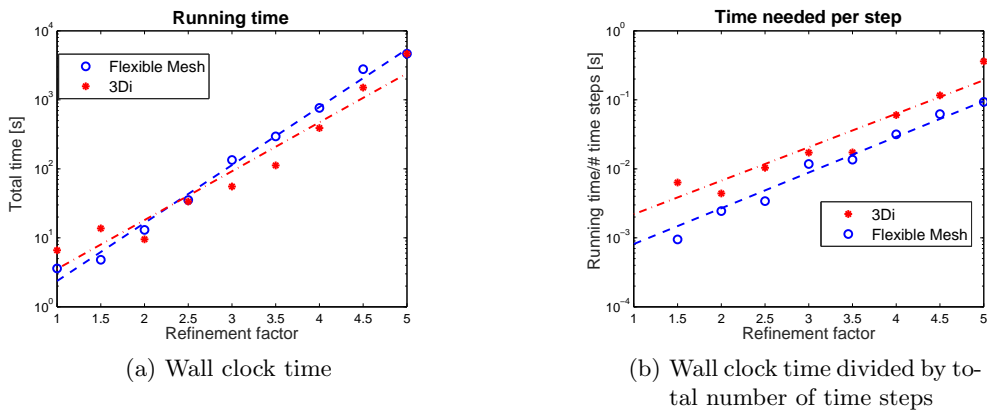 Running time
10^4
10^3
10^2
10^1
10^0
Total time [s]
Flexible Mesh
3Di
1 1.5 2 2.5 3 3.5 4 4.5 5
Refinement factor
(a) Wall clock time
Time needed per step
10^0
10^-1
10^-2
10^-3
10^-4
Running time/# time steps [s]
3Di
Flexible Mesh
1 1.5 2 2.5 3 3.5 4 4.5 5
Refinement factor
(b) Wall clock time divided by to-
tal number of time steps